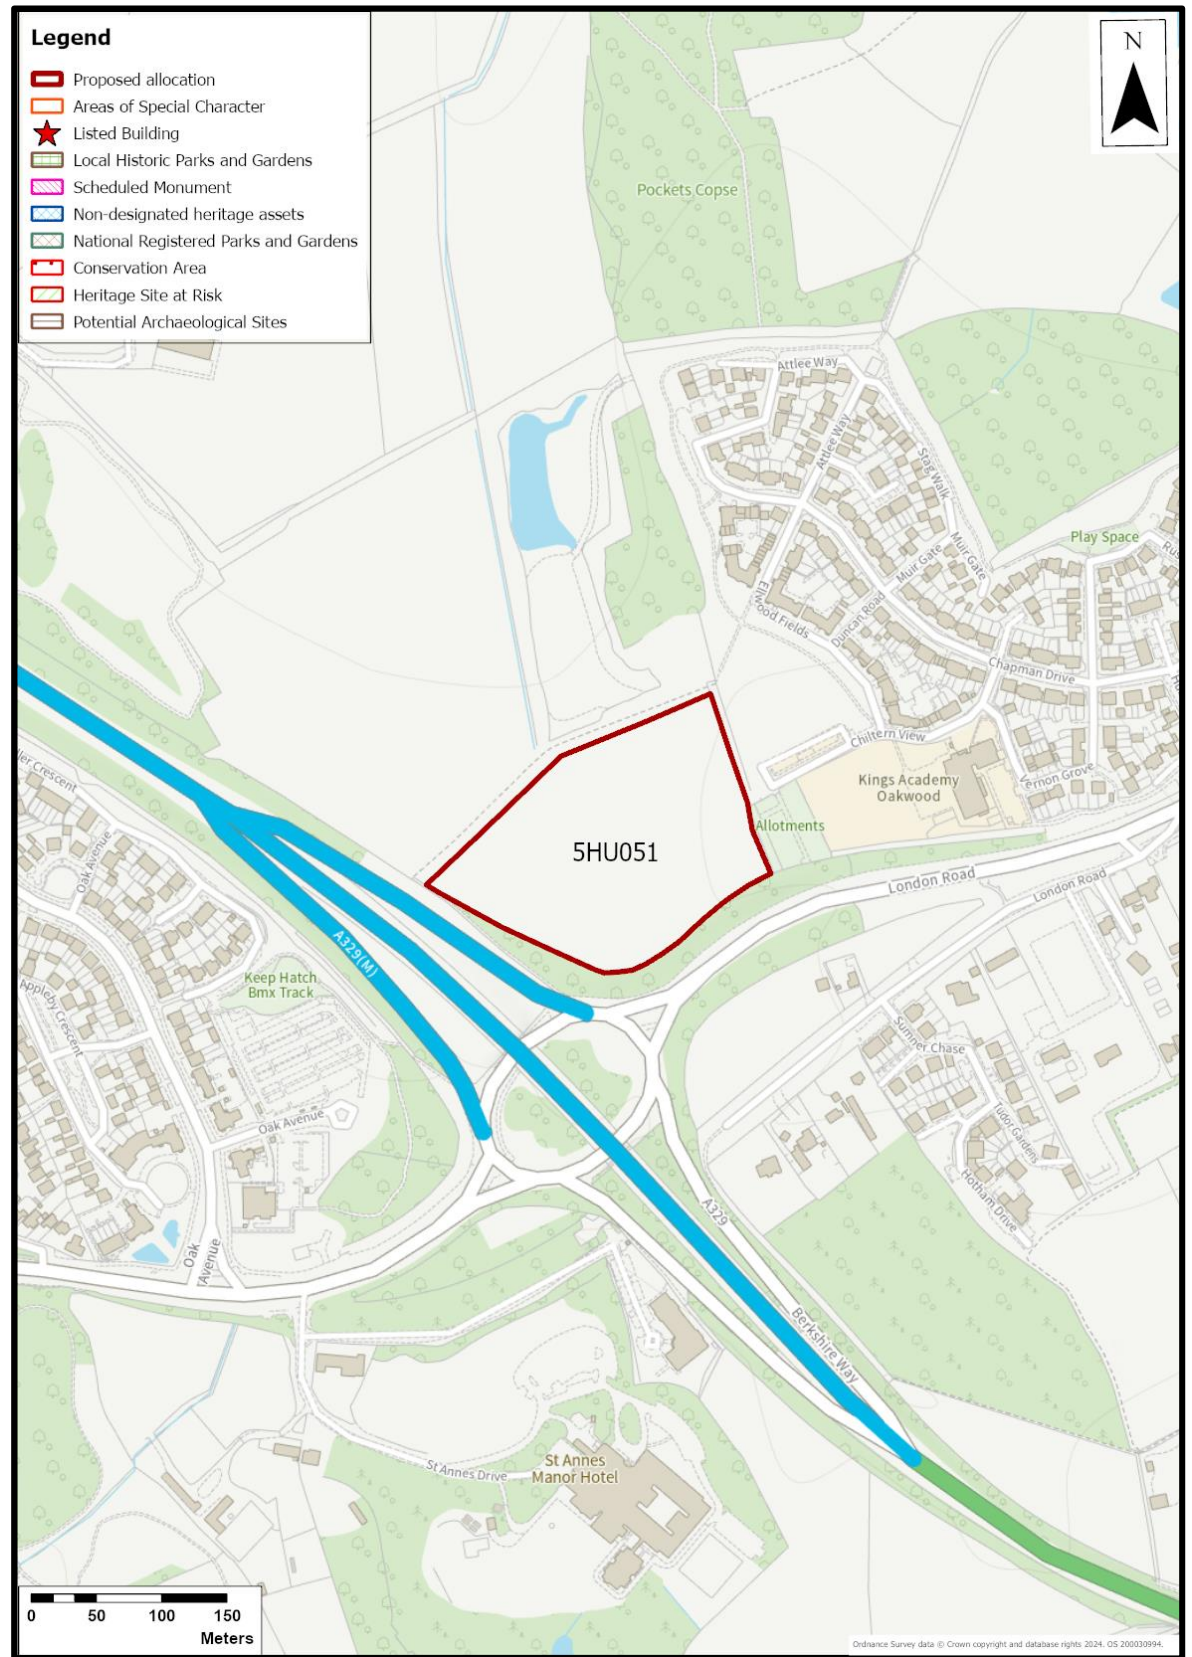 Legend
Proposed allocation
Areas of Special Character
Listed Building
Local Historic Parks and Gardens
Scheduled Monument
Non-designated heritage assets
National Registered Parks and Gardens
Conservation Area
Heritage Site at Risk
Potential Archaeological Sites
N
Pockets Copse
Attlee Way
Attlee Way
Stag Walk
Play Space
Muir Gate
Muir Gate
Ellwood Fields
Duncan Road
Chapman Drive
Chiltern View
Kings Academy
Oakwood
Vernon Grove
Allotments
5HU051
London Road
London Road
Oak Avenue
A329(M)
Keep Hatch
Bmx Track
Appleby Crescent
Oak Avenue
Sumner Chase
Tudor Gardens
Hotham Drive
A329
Oak
Avenue
Berkshire Way
St Annes Drive
St Annes
Manor Hotel
0 50 100 150
Meters
Ordnance Survey data © Crown copyright and database rights 2024. OS 200030994.